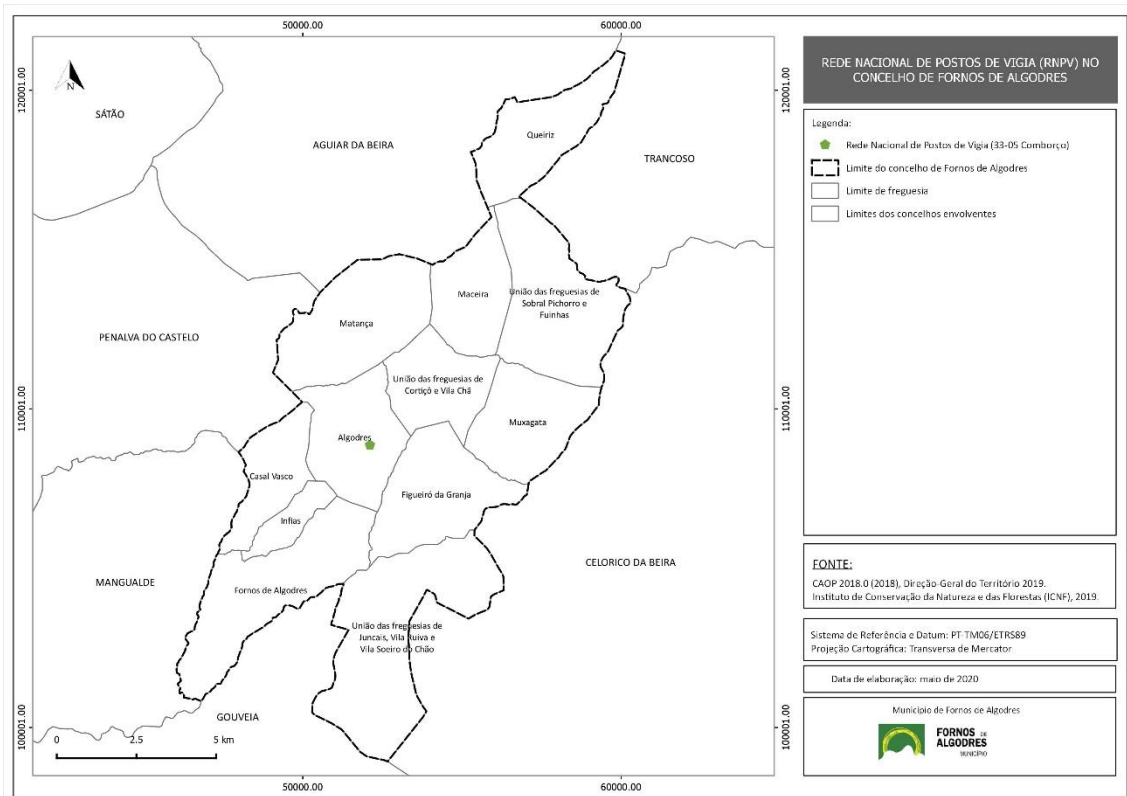 50000.00
60000.00
120001.00
120001.00
N
SÁTÃO
AGUIAR DA BEIRA
Queiriz
TRANCOSO
Maceira
União das freguesias de
Sobral Pichorro e
Fuinhas
Matança
PENALVA DO CASTELO
União das freguesias de
Cortiçô e Vila Chã
110001.00
110001.00
Muxagata
Algodres
Casal Vasco
Figueiró da Granja
Infias
CELORICO DA BEIRA
MANGUALDE
Fornos de Algodres
União das freguesias de
Juncais, Vila Ruiva e
Vila Soeiro do Chão
GOUVEIA
100001.00
100001.00
0 2.5 5 km
50000.00
60000.00
REDE NACIONAL DE POSTOS DE VIGIA (RNPV) NO
CONCELHO DE FORNOS DE ALGODRES
Legenda:
Rede Nacional de Postos de Vigia (33-05 Comborço)
Limite do concelho de Fornos de Algodres
Limite de freguesia
Limites dos concelhos envolventes
FONTE:
CAOP 2018.0 (2018), Direção-Geral do Território 2019.
Instituto de Conservação da Natureza e das Florestas (ICNF), 2019.
Sistema de Referência e Datum: PT-TM06/ETRS89
Projeção Cartográfica: Transversa de Mercator
Data de elaboração: maio de 2020
Município de Fornos de Algodres
FORNOS DE
ALGODRES
MUNICÍPIO